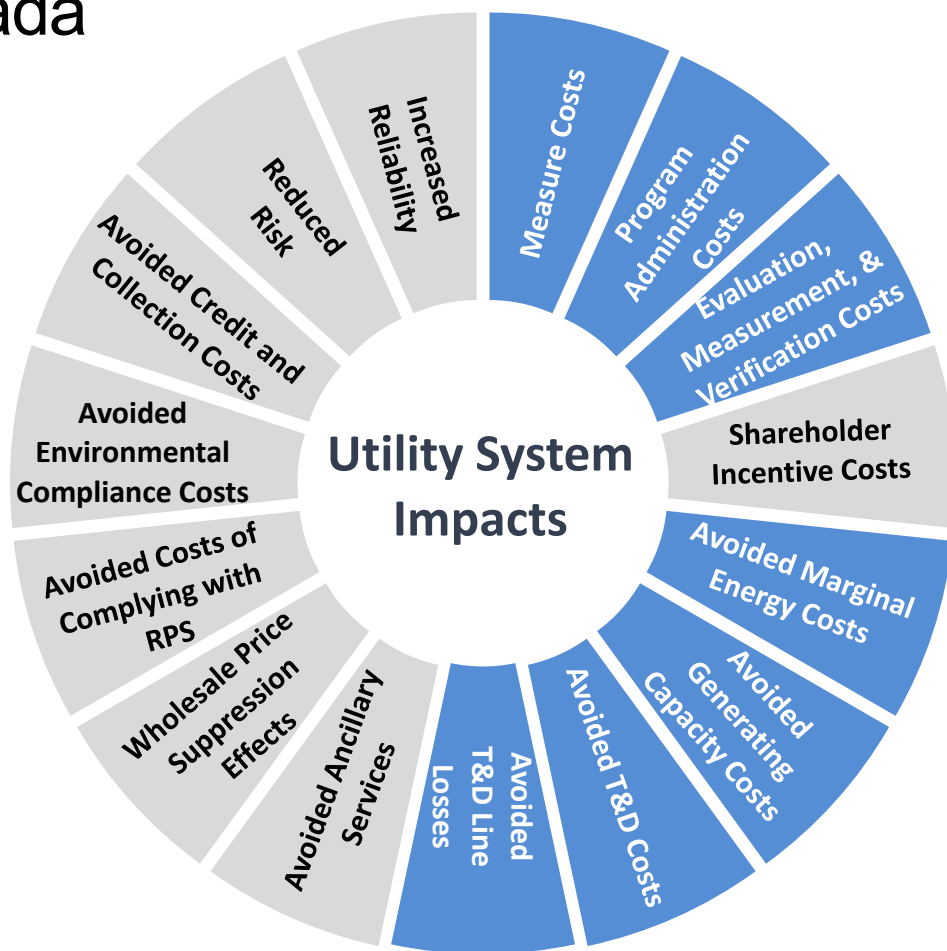 ada
Utility System
Impacts
Measure Costs
Program
Administration
Costs
Evaluation,
Measurement, &
Verification Costs
Shareholder
Incentive Costs
Avoided Marginal
Energy Costs
Avoided
Generating
Capacity Costs
Avoided T&D Costs
Avoided
T&D Line
Losses
Avoided Ancillary
Services
Wholesale Price
Suppression
Effects
Avoided Costs of
Complying with
RPS
Avoided
Environmental
Compliance Costs
Avoided Credit and
Collection Costs
Reduced
Risk
Increased
Reliability